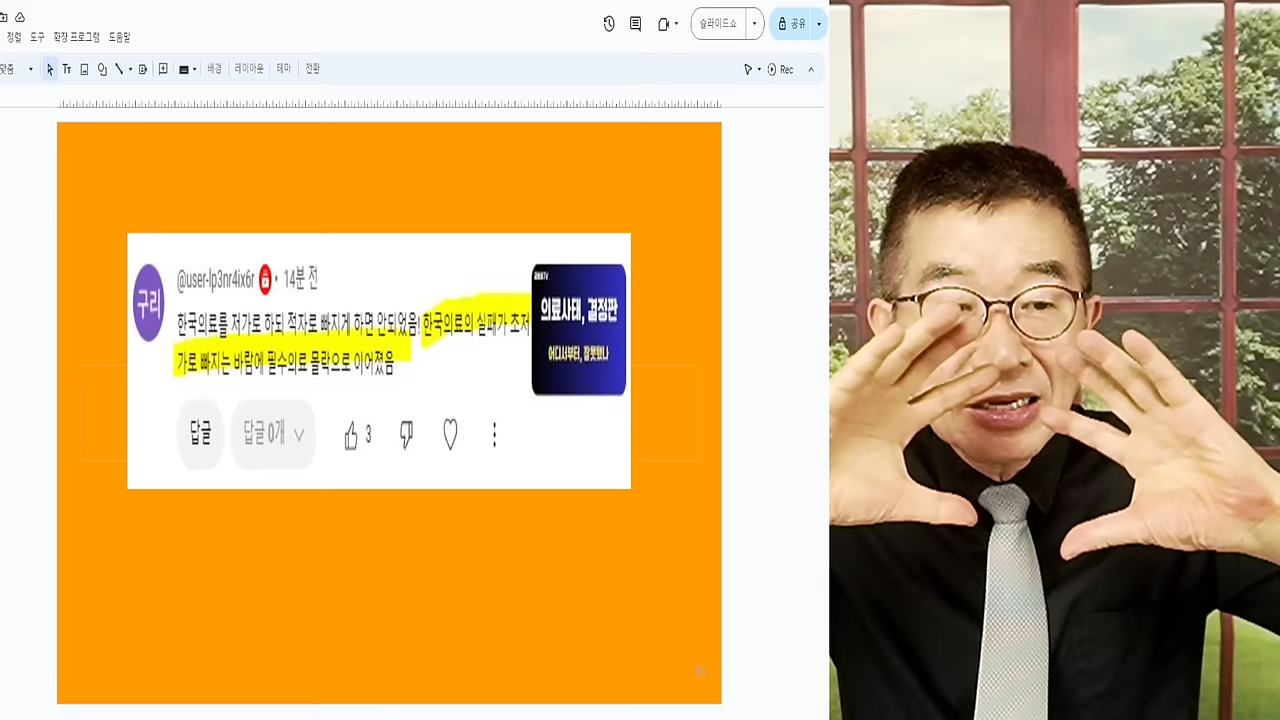 정렬 도구 확장 프로그램 도움말
슬라이드쇼
공유
맞춤
Tt
배경 레이아웃 테마 전환
Rec
구리
@user-lp3nr4ix6r · 14분 전
한국의료를 저가로 하되 적자로 빠지게 하면 안되었음! 한국의료의 실패가 초저
가로 빠지는 바람에 필수의료 몰락으로 이어졌음
의료사태, 결정판
어디서부터, 잘못됐나
답글
답글 0개
3